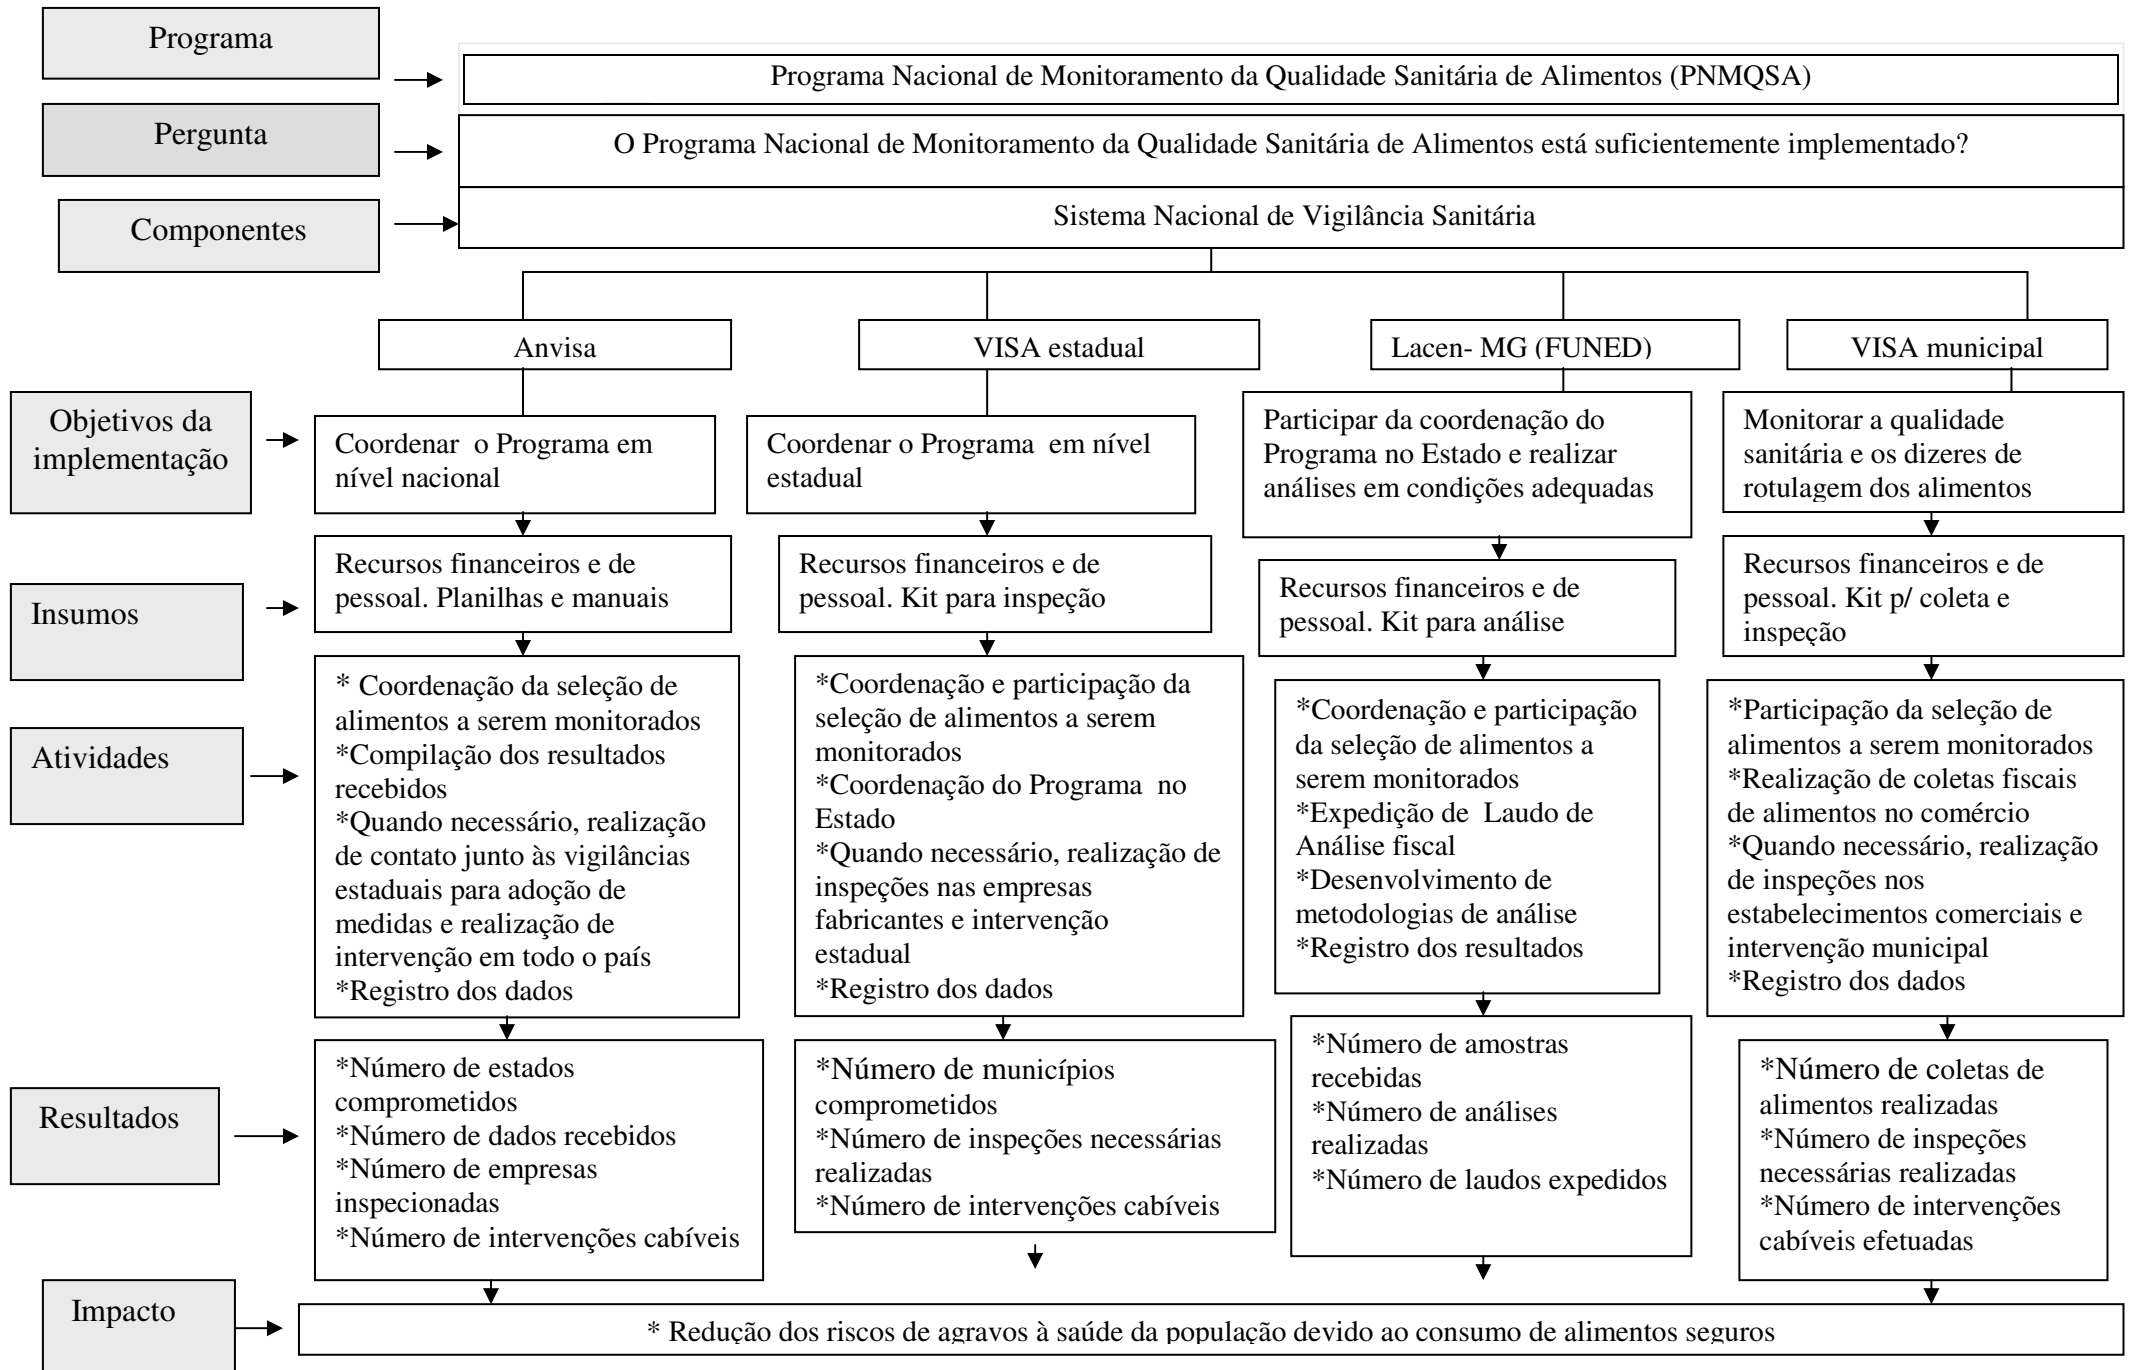 Programa
Programa Nacional de Monitoramento da Qualidade Sanitária de Alimentos (PNMQSA)
Pergunta
O Programa Nacional de Monitoramento da Qualidade Sanitária de Alimentos está suficientemente implementado?
Componentes
Sistema Nacional de Vigilância Sanitária
Anvisa
VISA estadual
Lacen- MG (FUNED)
VISA municipal
Objetivos da
implementação
Coordenar o Programa em
nível nacional
Coordenar o Programa em nível
estadual
Participar da coordenação do
Programa no Estado e realizar
análises em condições adequadas
Monitorar a qualidade
sanitária e os dizeres de
rotulagem dos alimentos
Insumos
Recursos financeiros e de
pessoal. Planilhas e manuais
Recursos financeiros e de
pessoal. Kit para inspeção
Recursos financeiros e de
pessoal. Kit para análise
Recursos financeiros e de
pessoal. Kit p/ coleta e
inspeção
Atividades
* Coordenação da seleção de
alimentos a serem monitorados
*Compilação dos resultados
recebidos
*Quando necessário, realização
de contato junto às vigilâncias
estaduais para adoção de
medidas e realização de
intervenção em todo o país
*Registro dos dados
*Coordenação e participação da
seleção de alimentos a serem
monitorados
*Coordenação do Programa no
Estado
*Quando necessário, realização de
inspeções nas empresas
fabricantes e intervenção
estadual
*Registro dos dados
*Coordenação e participação
da seleção de alimentos a
serem monitorados
*Expedição de Laudo de
Análise fiscal
*Desenvolvimento de
metodologias de análise
*Registro dos resultados
*Participação da seleção de
alimentos a serem monitorados
*Realização de coletas fiscais
de alimentos no comércio
*Quando necessário, realização
de inspeções nos
estabelecimentos comerciais e
intervenção municipal
*Registro dos dados
Resultados
*Número de estados
comprometidos
*Número de dados recebidos
*Número de empresas
inspecionadas
*Número de intervenções cabíveis
*Número de municípios
comprometidos
*Número de inspeções necessárias
realizadas
*Número de intervenções cabíveis
*Número de amostras
recebidas
*Número de análises
realizadas
*Número de laudos expedidos
*Número de coletas de
alimentos realizadas
*Número de inspeções
necessárias realizadas
*Número de intervenções
cabíveis efetuadas
Impacto
* Redução dos riscos de agravos à saúde da população devido ao consumo de alimentos seguros